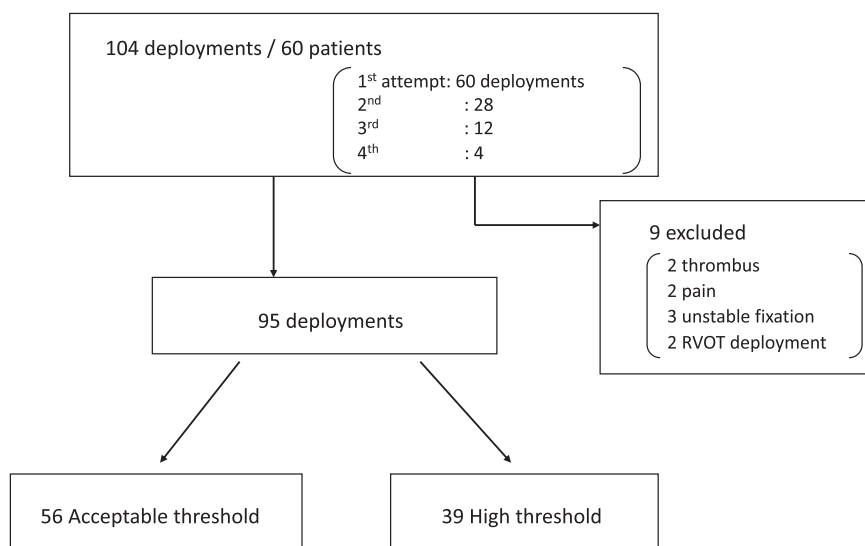 104 deployments / 60 patients
1st attempt: 60 deployments
2nd : 28
3rd : 12
4th : 4
9 excluded
2 thrombus
2 pain
3 unstable fixation
2 RVOT deployment
95 deployments
56 Acceptable threshold
39 High threshold